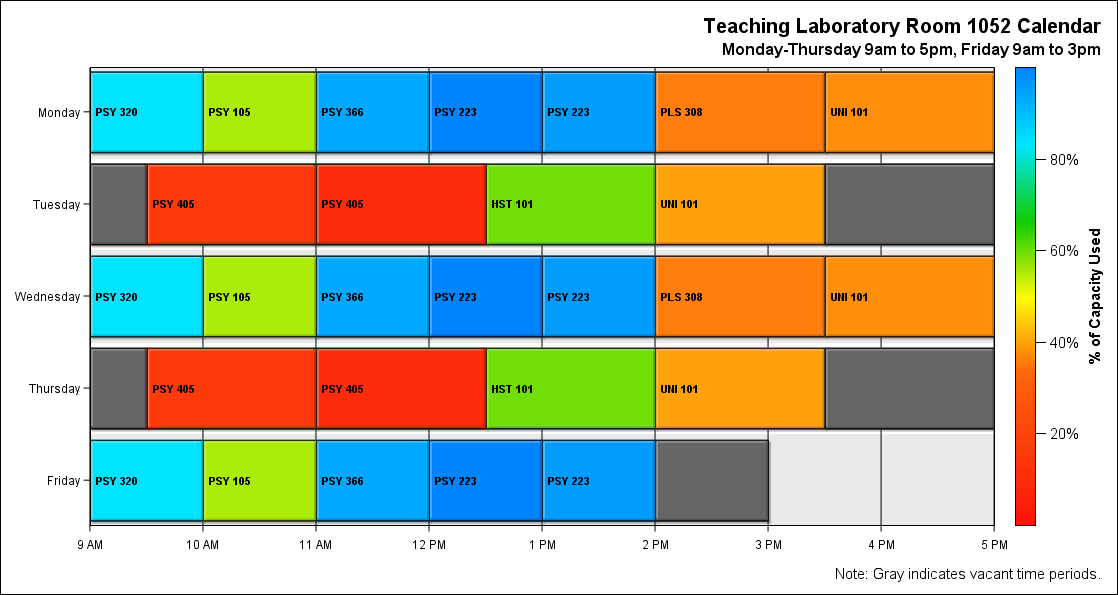 Teaching Laboratory Room 1052 Calendar
Monday-Thursday 9am to 5pm, Friday 9am to 3pm
Monday PSY 320 PSY 105 PSY 366 PSY 223 PSY 223 PLS 308 UNI 101
80%
Tuesday PSY 405 PSY 405 HST 101 UNI 101
60%
Wednesday PSY 320 PSY 105 PSY 366 PSY 223 PSY 223 PLS 308 UNI 101
% of Capacity Used
40%
Thursday PSY 405 PSY 405 HST 101 UNI 101
20%
Friday PSY 320 PSY 105 PSY 366 PSY 223 PSY 223
9 AM 10 AM 11 AM 12 PM 1 PM 2 PM 3 PM 4 PM 5 PM
Note: Gray indicates vacant time periods.